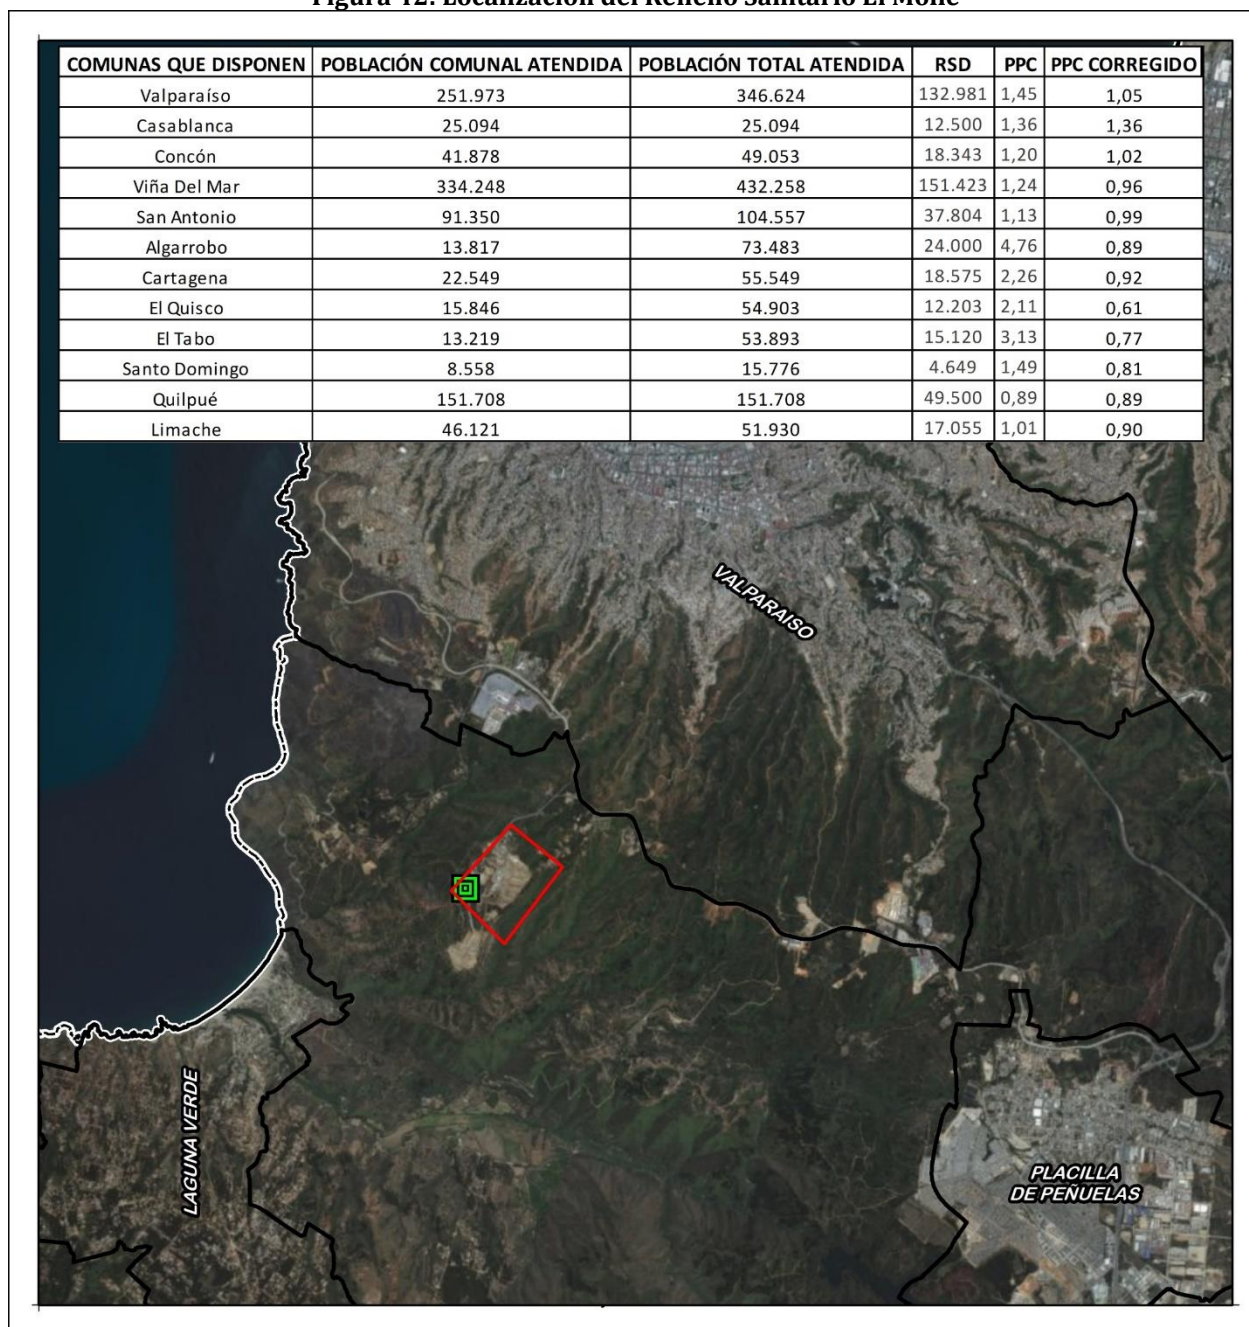 Figura 12: Localización del Relleno Sanitario El Molle
COMUNAS QUE DISPONEN POBLACIÓN COMUNAL ATENDIDA POBLACIÓN TOTAL ATENDIDA RSD PPC PPC CORREGIDO
Valparaíso 251.973 346.624 132.981 1,45 1,05
Casablanca 25.094 25.094 12.500 1,36 1,36
Concón 41.878 49.053 18.343 1,20 1,02
Viña Del Mar 334.248 432.258 151.423 1,24 0,96
San Antonio 91.350 104.557 37.804 1,13 0,99
Algarrobo 13.817 73.483 24.000 4,76 0,89
Cartagena 22.549 55.549 18.575 2,26 0,92
El Quisco 15.846 54.903 12.203 2,11 0,61
El Tabo 13.219 53.893 15.120 3,13 0,77
Santo Domingo 8.558 15.776 4.649 1,49 0,81
Quilpué 151.708 151.708 49.500 0,89 0,89
Limache 46.121 51.930 17.055 1,01 0,90
VALPARAISO
LAGUNA VERDE
PLACILLA
DE PEÑUELAS